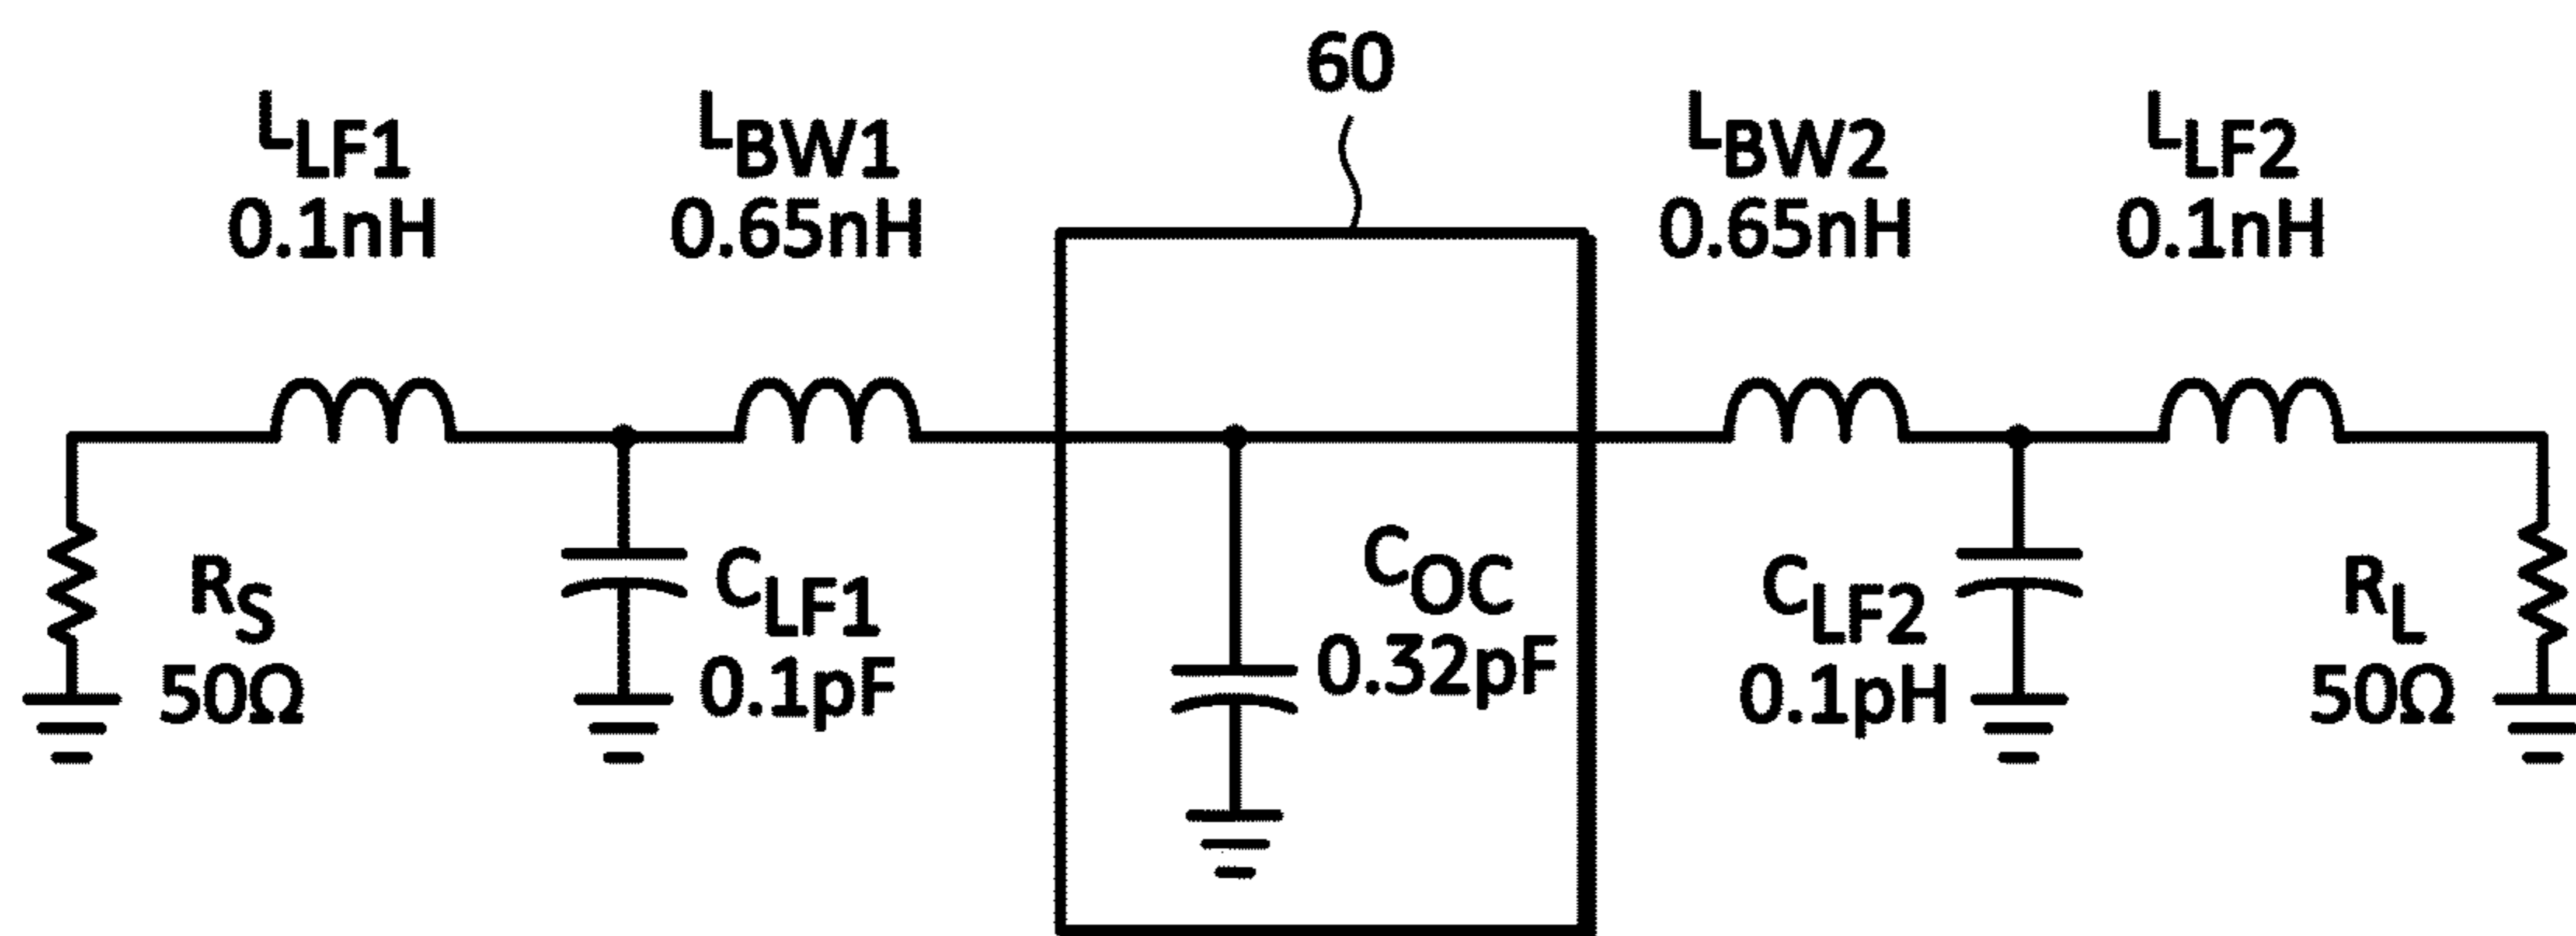 60
LLF1
0.1nH
LBW1
0.65nH
LBW2
0.65nH
LLF2
0.1nH
RS
50Ω
CLF1
0.1pF
COC
0.32pF
CLF2
0.1pH
RL
50Ω